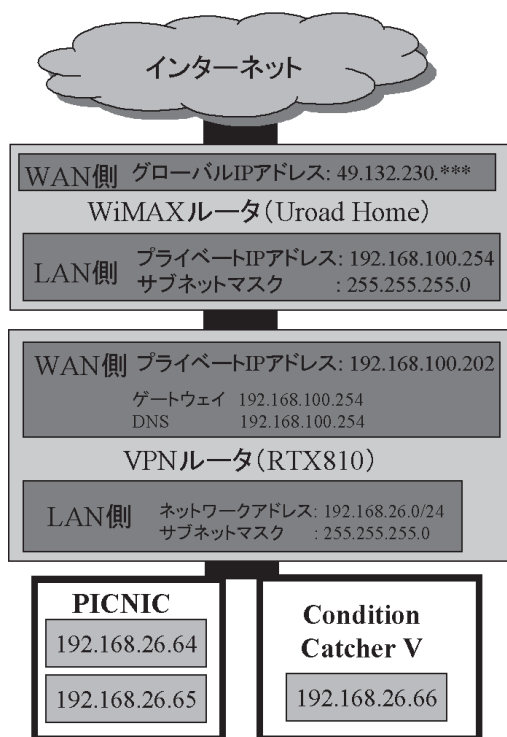 インターネット
WAN側 グローバルIPアドレス: 49.132.230.***
WiMAXルータ(Uroad Home)
LAN側 プライベートIPアドレス: 192.168.100.254
サブネットマスク : 255.255.255.0
WAN側 プライベートIPアドレス: 192.168.100.202
ゲートウェイ 192.168.100.254
DNS 192.168.100.254
VPNルータ(RTX810)
LAN側 ネットワークアドレス: 192.168.26.0/24
サブネットマスク : 255.255.255.0
PICNIC
192.168.26.64
192.168.26.65
Condition
Catcher V
192.168.26.66